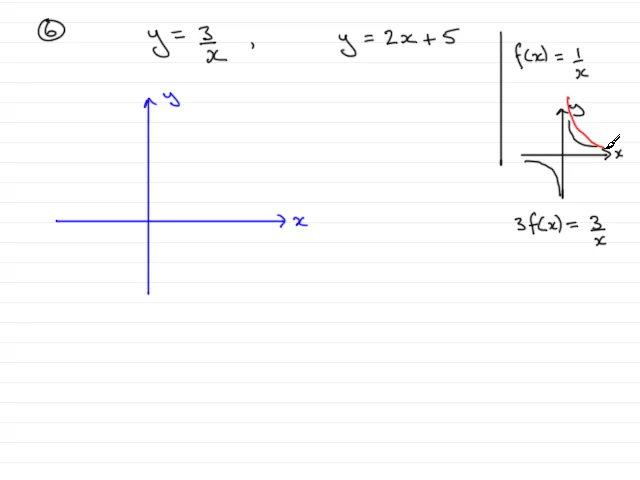 ⑥ y = 3/x , y = 2x + 5
f(x) = 1/x
y
x
y
x
3f(x) = 3/x